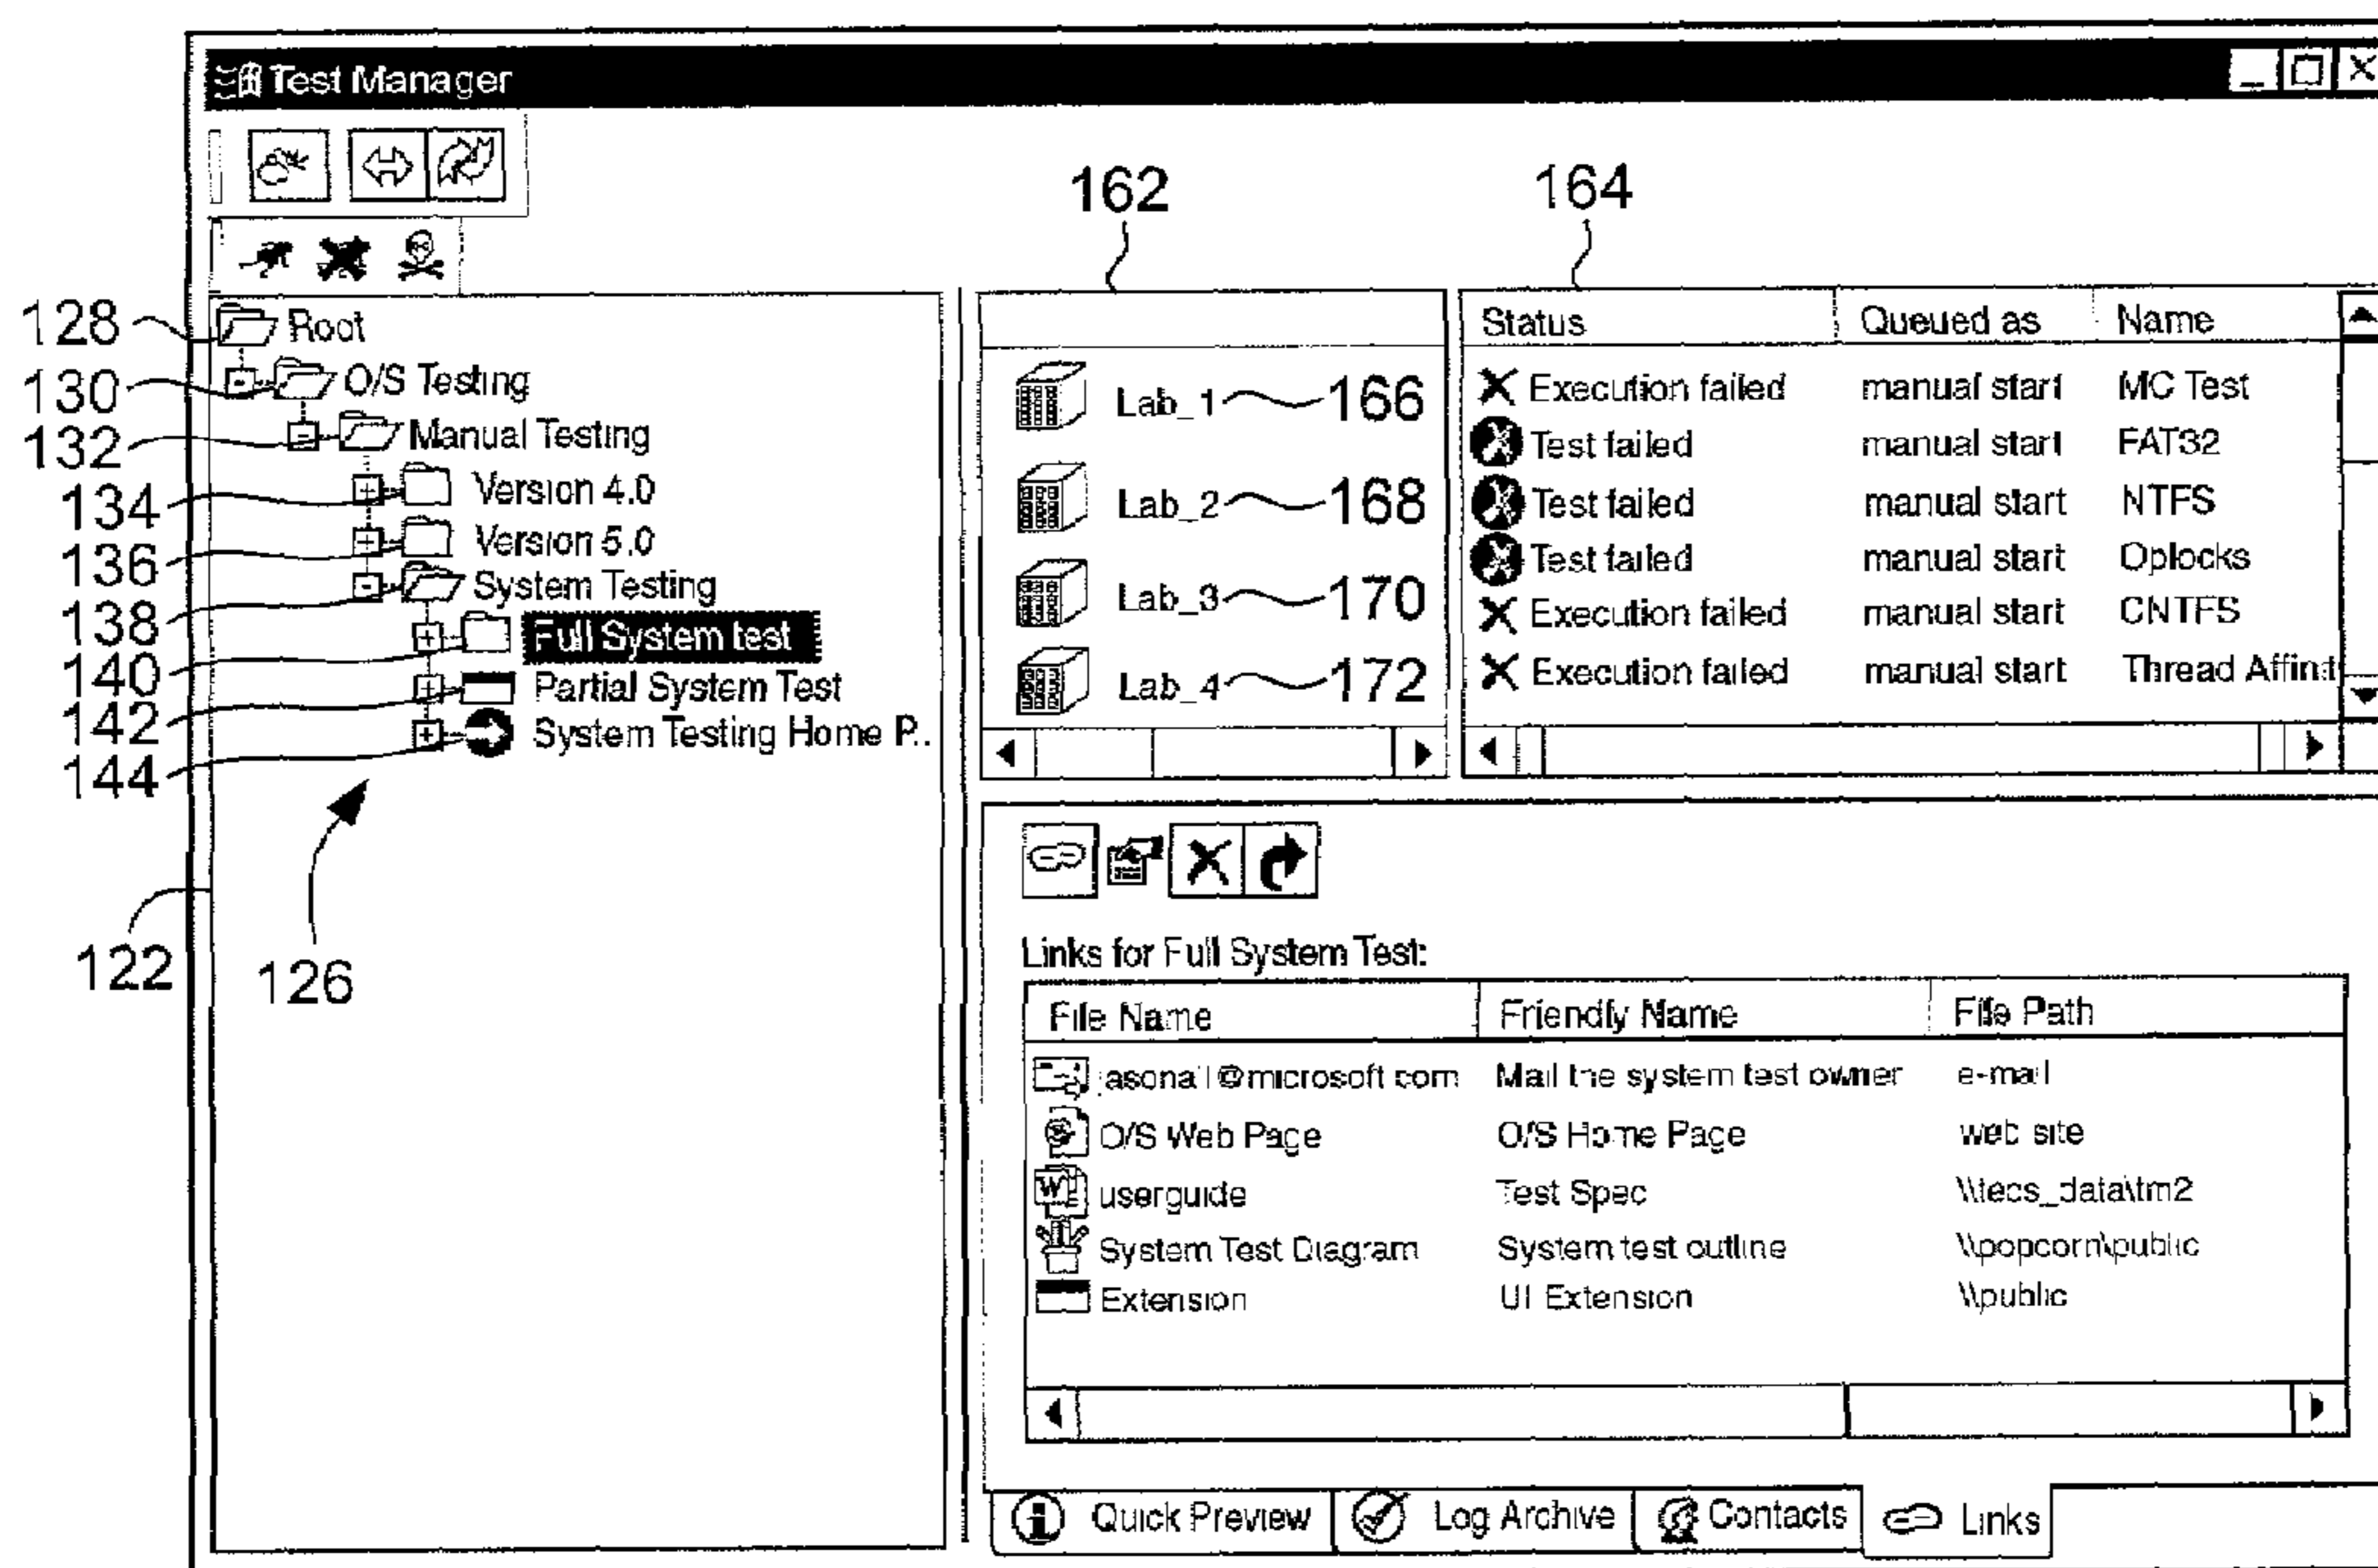 Test Manager
162
164
128
Root
130
O/S Testing
132
Manual Testing
134
Version 4.0
136
Version 5.0
138
System Testing
140
Full System test
142
Partial System Test
144
System Testing Home P..
122
126
Lab_1 166
Lab_2 168
Lab_3 170
Lab_4 172
Status Queued as Name
Execution failed manual start MC Test
Test failed manual start FAT32
Test failed manual start NTFS
Test failed manual start Oplocks
Execution failed manual start CNTFS
Execution failed manual start Thread Affinit
Links for Full System Test:
File Name Friendly Name File Path
Mail the system test owner e-mail
O/S Web Page O/S Home Page web site
userguide Test Spec \\tecs_data\tm2
System Test Diagram System test outline \\popcorn\public
Extension UI Extension \\public
Quick Preview Log Archive Contacts Links